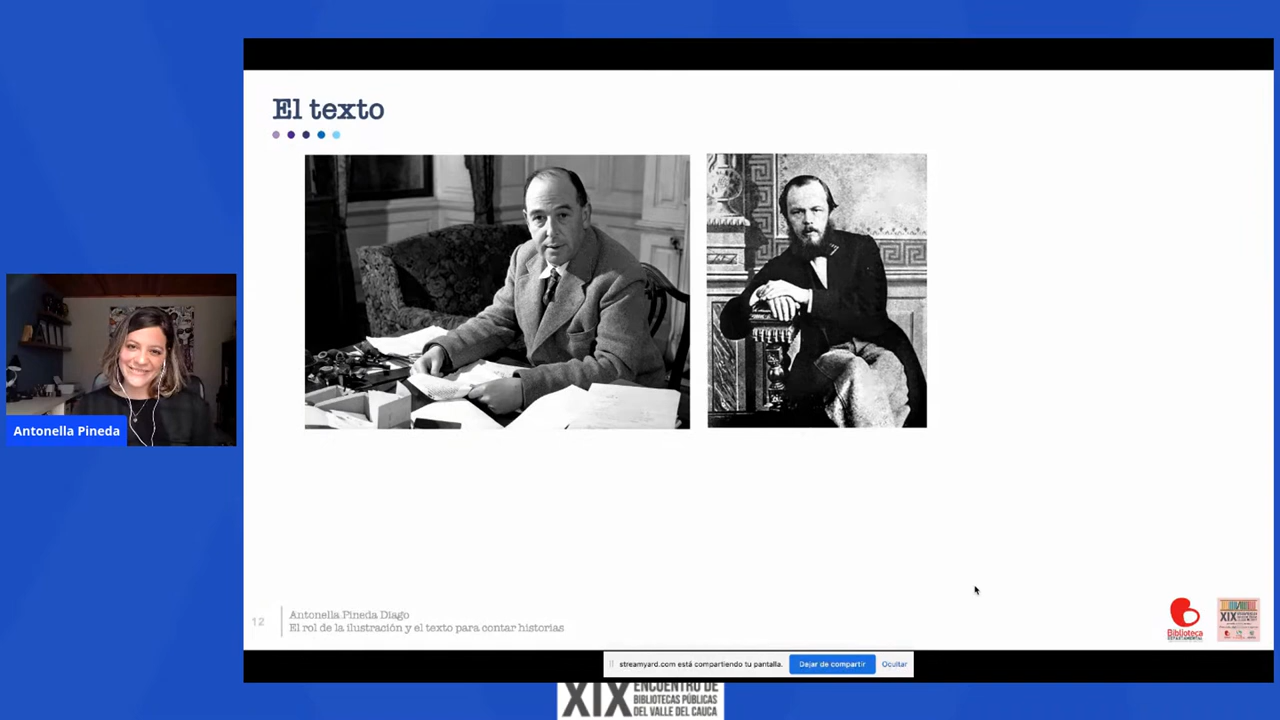 El texto
Antonella Pineda
12
Antonella Pineda Diago
El rol de la ilustración y el texto para contar historias
Biblioteca
DEPARTAMENTAL
XIX
streamyard.com está compartiendo tu pantalla.
Dejar de compartir
Ocultar
XIX ENCUENTRO DE
BIBLIOTECAS PÚBLICAS
DEL VALLE DEL CAUCA